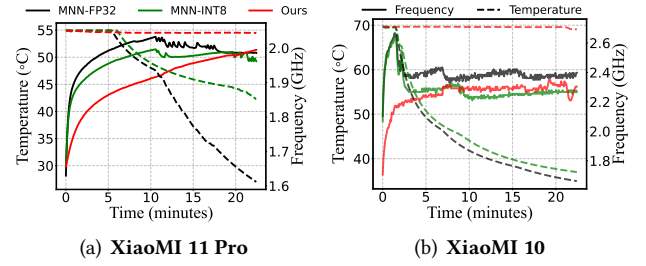 MNN-FP32 MNN-INT8 Ours
Frequency Temperature
55
50
45
40
35
30
Temperature (∘C)
2.0
1.9
1.8
1.7
1.6
Frequency (GHz)
0 5 10 15 20
Time (minutes)
70
60
50
40
Temperature (∘C)
2.6
2.4
2.2
2.0
1.8
Frequency (GHz)
0 5 10 15 20
Time (minutes)
(a) XiaoMI 11 Pro
(b) XiaoMI 10